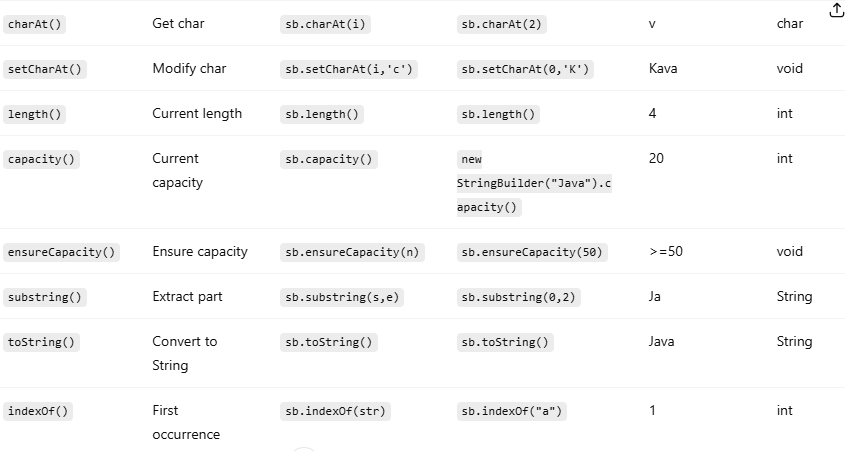 charAt() Get char sb.charAt(i) sb.charAt(2) v char
setCharAt() Modify char sb.setCharAt(i,'c') sb.setCharAt(0,'K') Kava void
length() Current length sb.length() sb.length() 4 int
capacity() Current sb.capacity() new 20 int
capacity StringBuilder("Java").c
apacity()
ensureCapacity() Ensure capacity sb.ensureCapacity(n) sb.ensureCapacity(50) >=50 void
substring() Extract part sb.substring(s,e) sb.substring(0,2) Ja String
toString() Convert to sb.toString() sb.toString() Java String
String
indexOf() First sb.indexOf(str) sb.indexOf("a") 1 int
occurrence